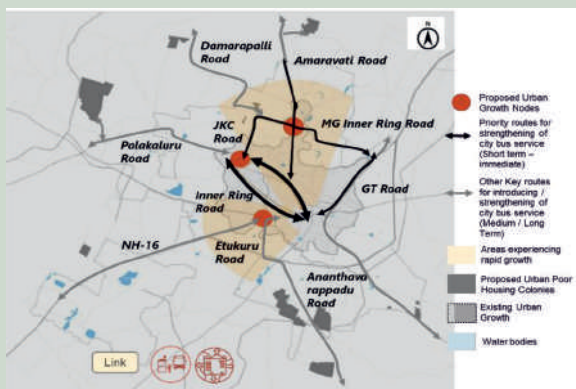 N
Damarapalli
Road
Amaravati Road
JKC
Road
MG Inner Ring Road
Palakaluru
Road
GT Road
Inner Ring
Road
NH-16
Etukuru
Road
Ananthava
rappadu
Road
Link
Proposed Urban
Growth Nodes
Priority routes for
strengthening of
city bus service
(Short term –
immediate)
Other Key routes
for introducing /
strengthening of
city bus service
(Medium / Long
Term)
Areas experiencing
rapid growth
Proposed Urban Poor
Housing Colonies
Existing Urban
Growth
Water bodies